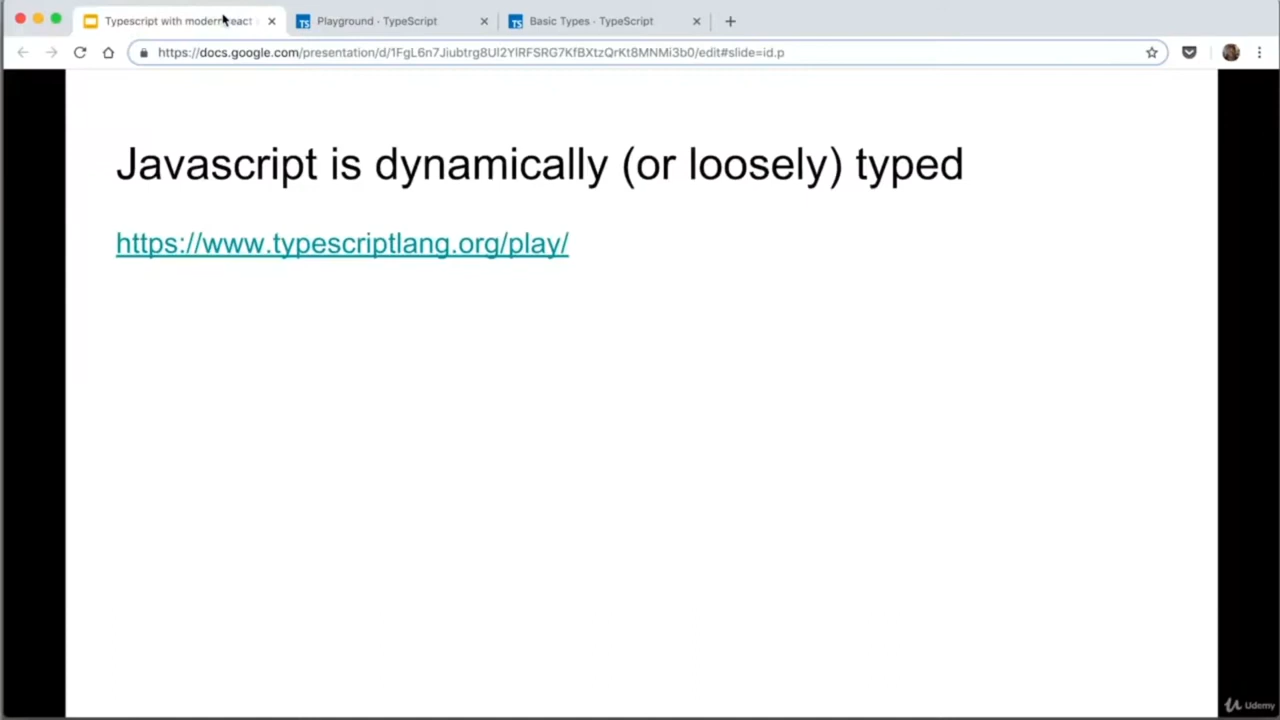 Typescript with modern react
Playground · TypeScript
Basic Types · TypeScript
https://docs.google.com/presentation/d/1FgL6n7Jiubtrg8Ul2YlRFSRG7KfBXtzQrKt8MNMi3b0/edit#slide=id.p
Javascript is dynamically (or loosely) typed
https://www.typescriptlang.org/play/
Udemy